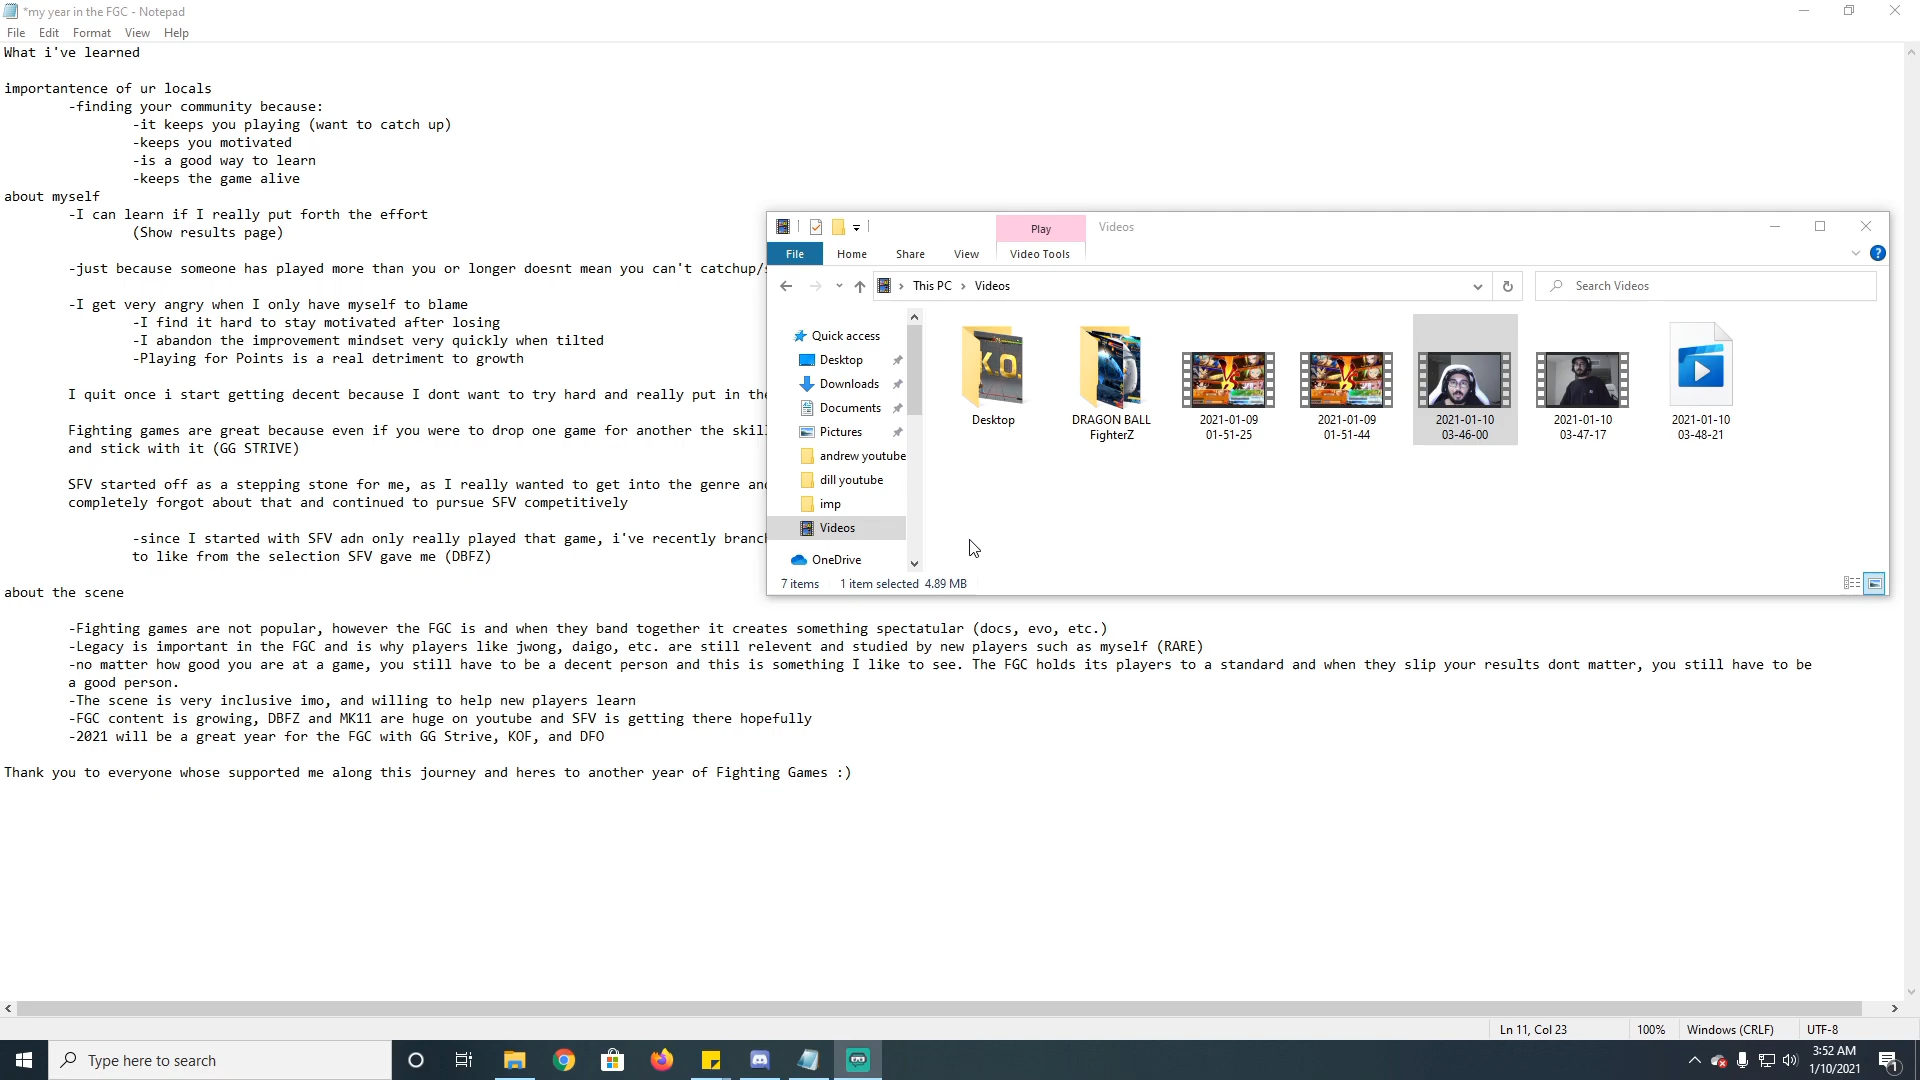 *my year in the FGC - Notepad
File Edit Format View Help
What i've learned
importantence of ur locals
-finding your community because:
-it keeps you playing (want to catch up)
-keeps you motivated
-is a good way to learn
-keeps the game alive
about myself
-I can learn if I really put forth the effort
(Show results page)
-just because someone has played more than you or longer doesnt mean you can't catchup/
-I get very angry when I only have myself to blame
-I find it hard to stay motivated after losing
-I abandon the improvement mindset very quickly when tilted
-Playing for Points is a real detriment to growth
I quit once i start getting decent because I dont want to try hard and really put in the
Fighting games are great because even if you were to drop one game for another the skil
and stick with it (GG STRIVE)
SFV started off as a stepping stone for me, as I really wanted to get into the genre an
completely forgot about that and continued to pursue SFV competitively
-since I started with SFV adn only really played that game, i've recently branc
to like from the selection SFV gave me (DBFZ)
about the scene
-Fighting games are not popular, however the FGC is and when they band together it creates something spectatular (docs, evo, etc.)
-Legacy is important in the FGC and is why players like jwong, daigo, etc. are still relevent and studied by new players such as myself (RARE)
-no matter how good you are at a game, you still have to be a decent person and this is something I like to see. The FGC holds its players to a standard and when they slip your results dont matter, you still have to be
a good person.
-The scene is very inclusive imo, and willing to help new players learn
-FGC content is growing, DBFZ and MK11 are huge on youtube and SFV is getting there hopefully
-2021 will be a great year for the FGC with GG Strive, KOF, and DFO
Thank you to everyone whose supported me along this journey and heres to another year of Fighting Games :)
Play Videos
File Home Share View Video Tools
This PC > Videos
Search Videos
Quick access
Desktop
Downloads
Documents
Pictures
andrew youtube
dill youtube
imp
Videos
OneDrive
K.O.
Desktop
DRAGON BALL
FighterZ
2021-01-09
01-51-25
2021-01-09
01-51-44
2021-01-10
03-46-00
2021-01-10
03-47-17
2021-01-10
03-48-21
7 items 1 item selected 4.89 MB
Ln 11, Col 23 100% Windows (CRLF) UTF-8
Type here to search
3:52 AM
1/10/2021
1